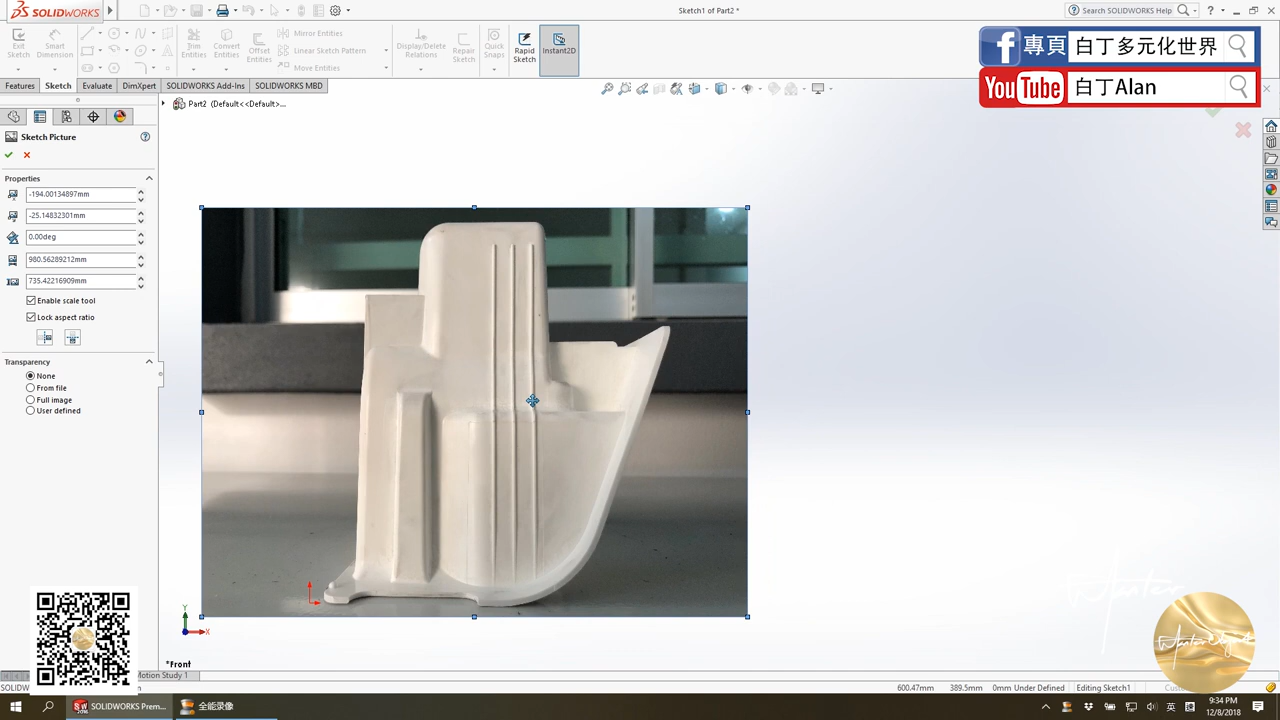 SOLIDWORKS
Sketch1 of Part2 *
Search SOLIDWORKS Help
Exit Sketch
Smart Dimension
Trim Entities
Convert Entities
Offset Entities
Mirror Entities
Linear Sketch Pattern
Move Entities
Display/Delete Relations
Repair Sketch
Quick Snaps
Rapid Sketch
Instant2D
專頁 白丁多元化世界
YouTube 白丁Alan
Features Sketch Evaluate DimXpert SOLIDWORKS Add-Ins SOLIDWORKS MBD
Part2 (Default<<Default>...
Sketch Picture
Properties
-194.00134897mm
-25.14832301mm
0.00deg
980.56289212mm
735.42216909mm
Enable scale tool
Lock aspect ratio
Transparency
None
From file
Full image
User defined
Y
X
*Front
Motion Study 1
SOLIDW
600.47mm 389.5mm 0mm Under Defined Editing Sketch1
SOLIDWORKS Prem...
全能录像
英
9:34 PM
12/8/2018